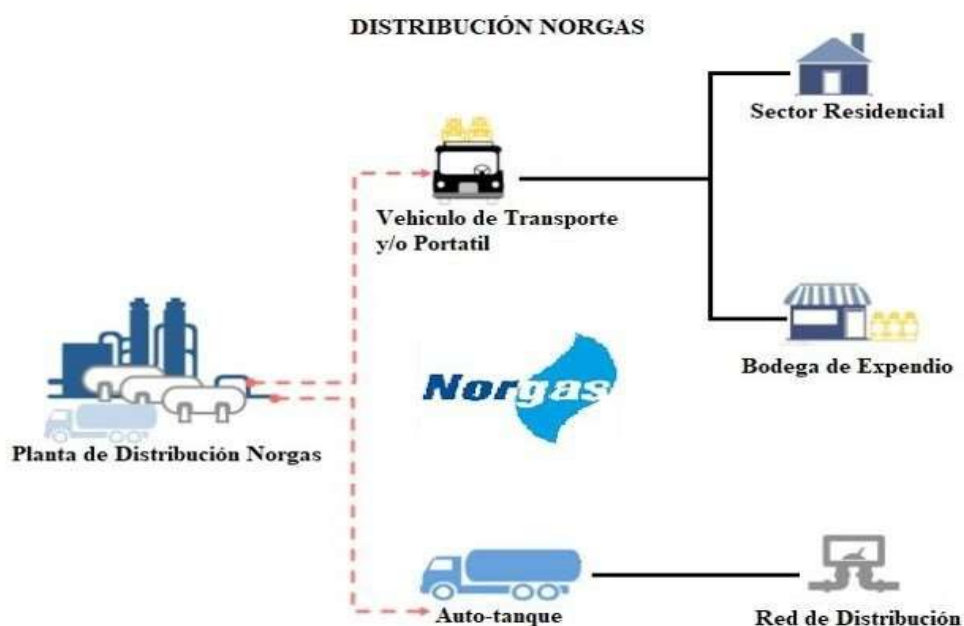 DISTRIBUCIÓN NORGAS
Sector Residencial
Vehiculo de Transporte
y/o Portatil
Bodega de Expendio
Norgas
Planta de Distribución Norgas
Auto-tanque
Red de Distribución